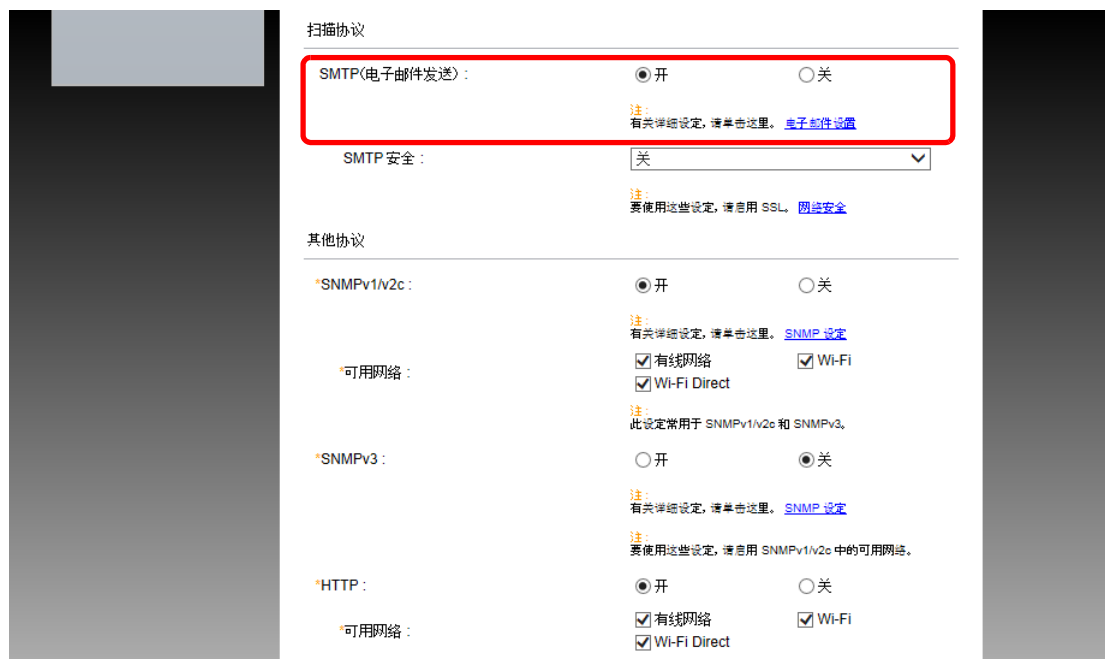 扫描协议
SMTP(电子邮件发送) : 开 关
注 :
有关详细设定, 请单击这里。 电子邮件设置
SMTP 安全 : 关
注 :
要使用这些设定, 请启用 SSL。 网络安全
其他协议
*SNMPv1/v2c : 开 关
注 :
有关详细设定, 请单击这里。 SNMP 设定
*可用网络 : 有线网络 Wi-Fi
Wi-Fi Direct
注 :
此设定常用于 SNMPv1/v2c 和 SNMPv3。
*SNMPv3 : 开 关
注 :
有关详细设定, 请单击这里。 SNMP 设定
注 :
要使用这些设定, 请启用 SNMPv1/v2c 中的可用网络。
*HTTP : 开 关
*可用网络 : 有线网络 Wi-Fi
Wi-Fi Direct